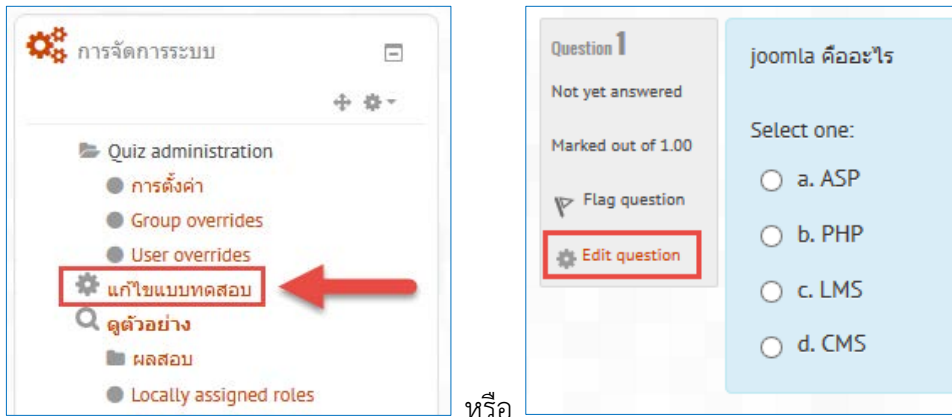 การจัดการระบบ
Quiz administration
การตั้งค่า
Group overrides
User overrides
แก้ไขแบบทดสอบ
ดูตัวอย่าง
ผลสอบ
Locally assigned roles
หรือ
Question 1
Not yet answered
Marked out of 1.00
Flag question
Edit question
joomla คืออะไร
Select one:
a. ASP
b. PHP
c. LMS
d. CMS